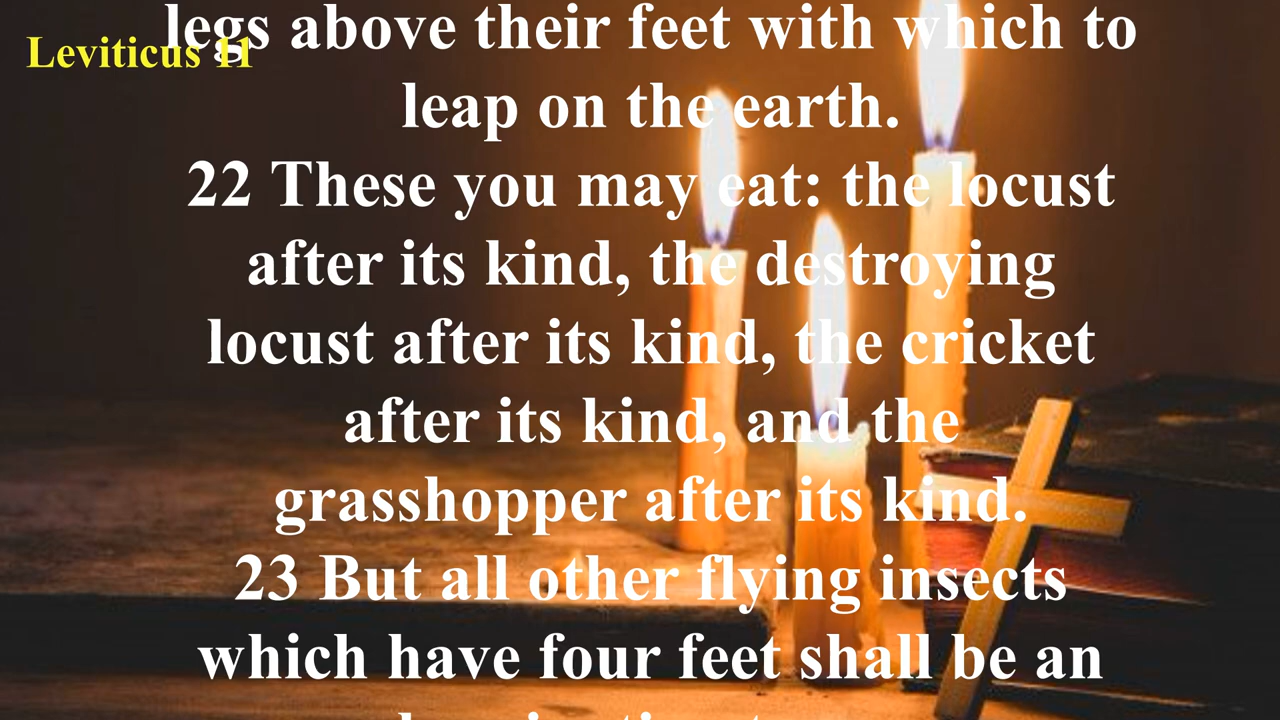 Leviticus 11
legs above their feet with which to
leap on the earth.
22 These you may eat: the locust
after its kind, the destroying
locust after its kind, the cricket
after its kind, and the
grasshopper after its kind.
23 But all other flying insects
which have four feet shall be an